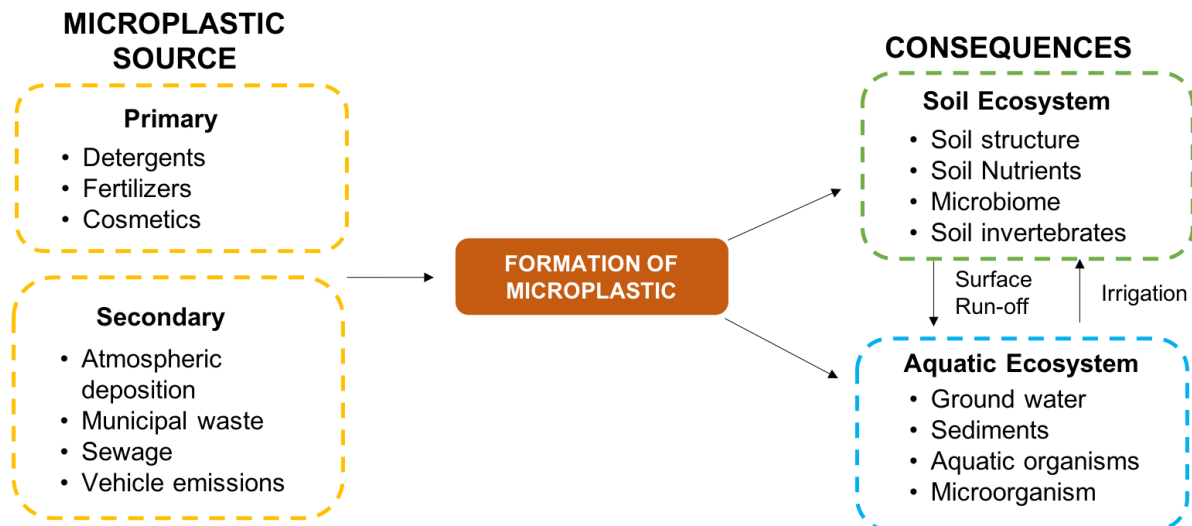 MICROPLASTIC
SOURCE
Primary
• Detergents
• Fertilizers
• Cosmetics
Secondary
• Atmospheric
deposition
• Municipal waste
• Sewage
• Vehicle emissions
FORMATION OF
MICROPLASTIC
CONSEQUENCES
Soil Ecosystem
• Soil structure
• Soil Nutrients
• Microbiome
• Soil invertebrates
Surface
Run-off
Irrigation
Aquatic Ecosystem
• Ground water
• Sediments
• Aquatic organisms
• Microorganism